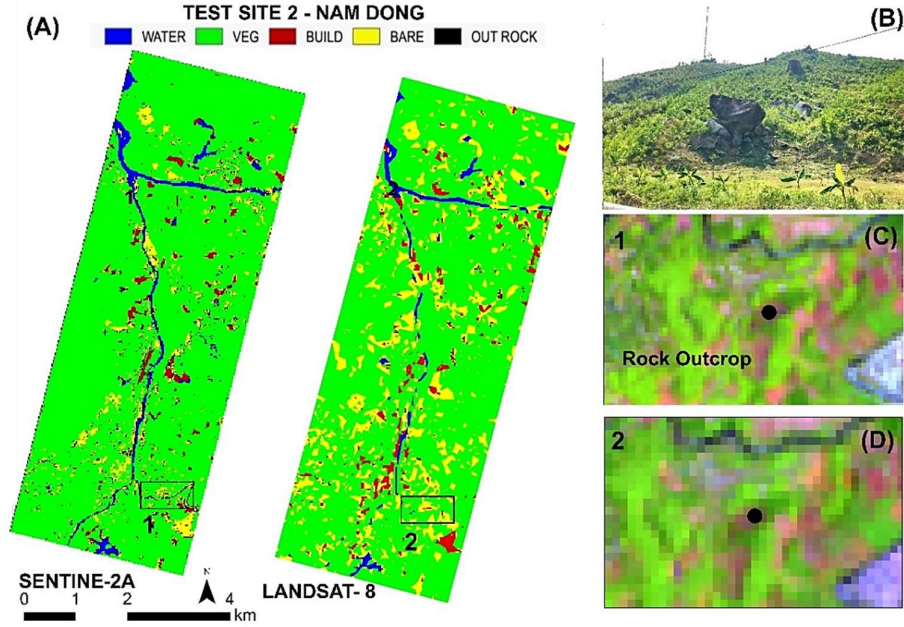 TEST SITE 2 - NAM DONG
(A)
WATER VEG BUILD BARE OUT ROCK
(B)
1 (C)
Rock Outcrop
2 (D)
1
2
SENTINE-2A
LANDSAT- 8
N
0 1 2 4
km